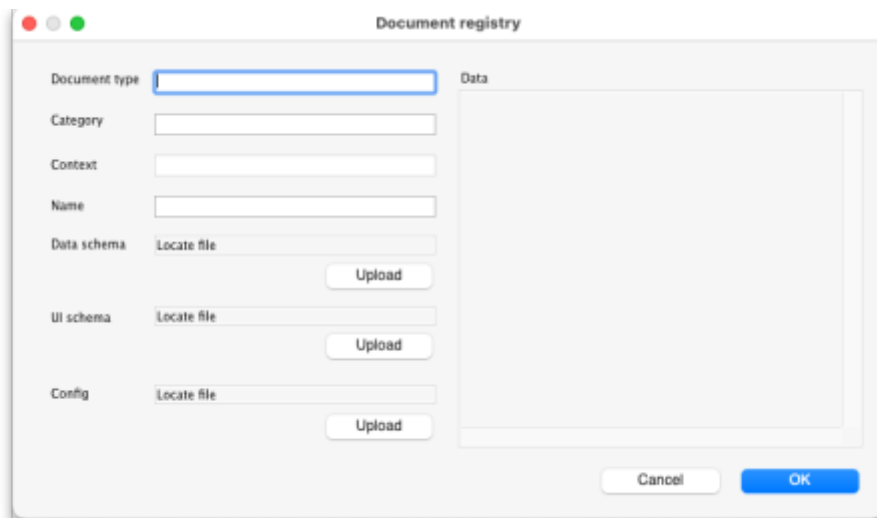 Document registry
Document type
Data
Category
Context
Name
Data schema Locate file
Upload
UI schema Locate file
Upload
Config Locate file
Upload
Cancel OK